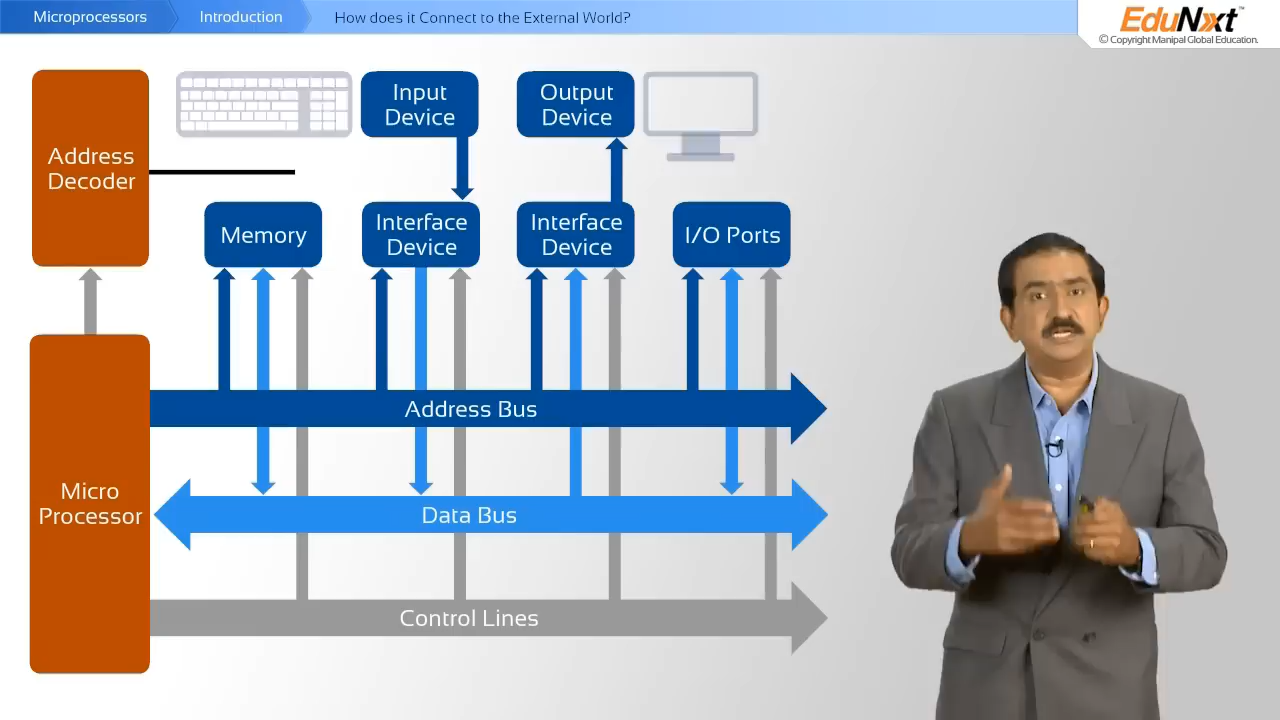 Microprocessors
Introduction
How does it Connect to the External World?
EduNxt™
© Copyright Manipal Global Education.
Address
Decoder
Input
Device
Output
Device
Memory
Interface
Device
Interface
Device
I/O Ports
Address Bus
Micro
Processor
Data Bus
Control Lines